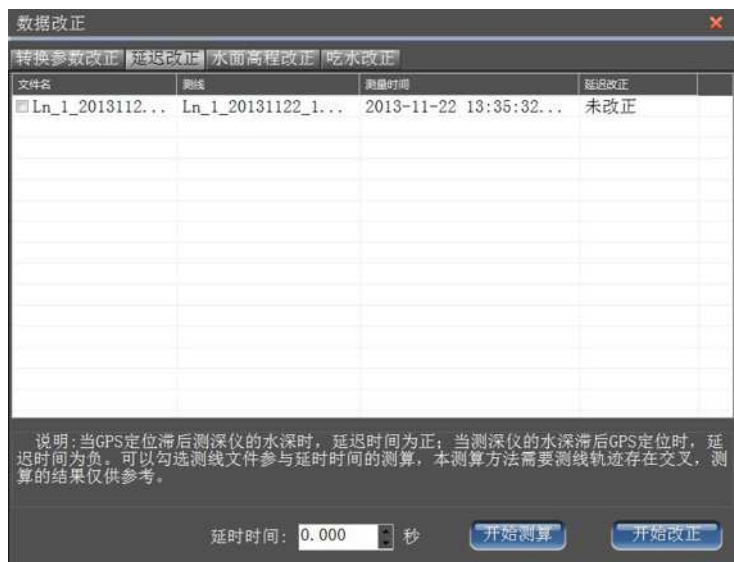 数据改正
转换参数改正 延迟改正 水面高程改正 吃水改正
文件名 测线 测量时间 延迟改正
Ln_1_2013112... Ln_1_20131122_1... 2013-11-22 13:35:32... 未改正
说明:当GPS定位滞后测深仪的水深时，延迟时间为正；当测深仪的水深滞后GPS定位时，延
迟时间为负。可以勾选测线文件参与延时时间的测算，本测算方法需要测线轨迹存在交叉，测
算的结果仅供参考。
延时时间: 0.000 秒 开始测算 开始改正